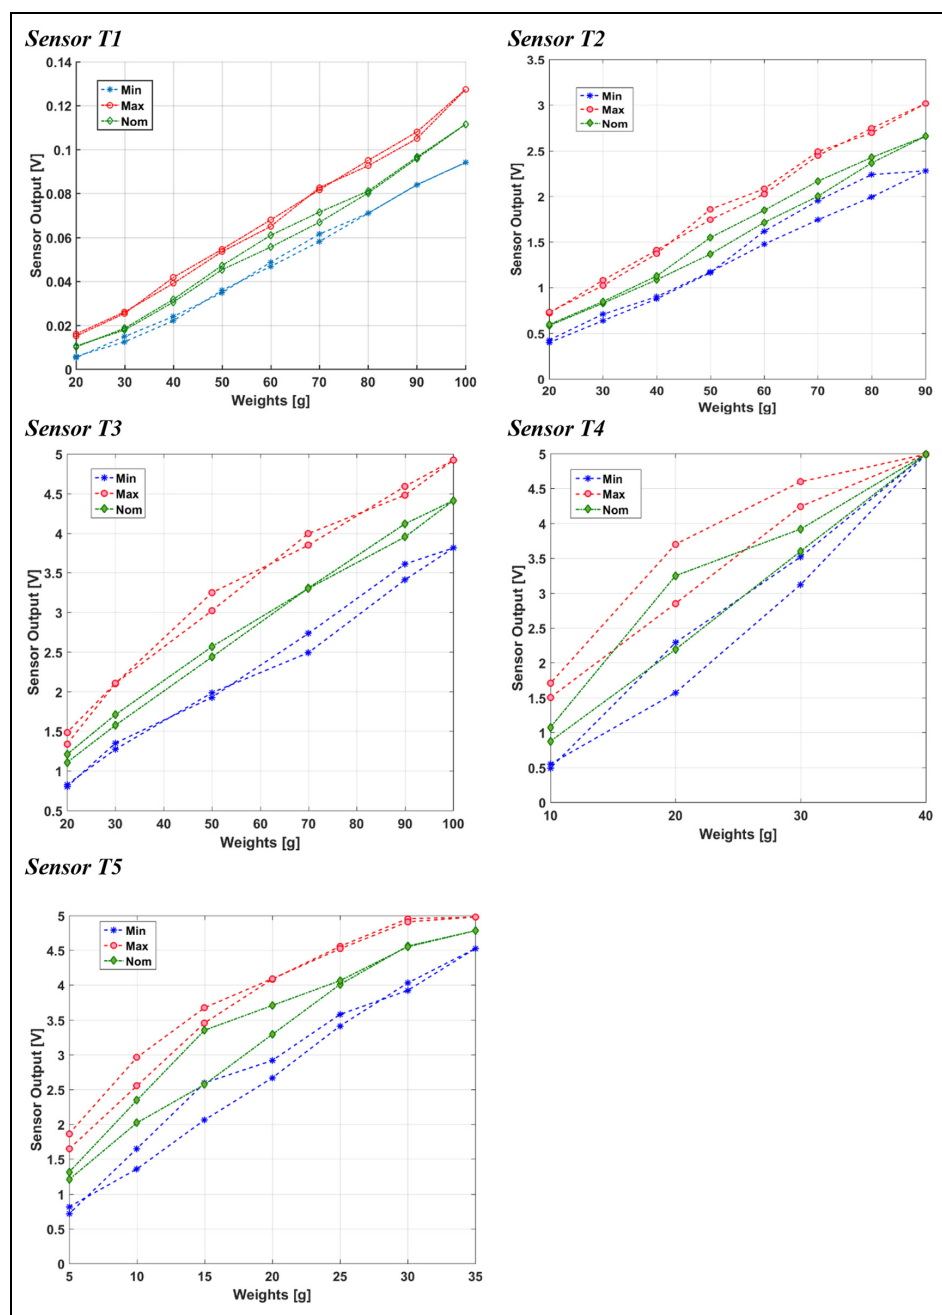 Sensor T1
0.14
0.12
0.1
0.08
0.06
0.04
0.02
0
Sensor Output [V]
Min
Max
Nom
20 30 40 50 60 70 80 90 100
Weights [g]
Sensor T2
3.5
3
2.5
2
1.5
1
0.5
0
Sensor Output [V]
Min
Max
Nom
20 30 40 50 60 70 80 90
Weights [g]
Sensor T3
5
4.5
4
3.5
3
2.5
2
1.5
1
0.5
Sensor Output [V]
Min
Max
Nom
20 30 40 50 60 70 80 90 100
Weights [g]
Sensor T4
5
4.5
4
3.5
3
2.5
2
1.5
1
0.5
0
Sensor Output [V]
Min
Max
Nom
10 20 30 40
Weights [g]
Sensor T5
5
4.5
4
3.5
3
2.5
2
1.5
1
0.5
0
Sensor Output [V]
Min
Max
Nom
5 10 15 20 25 30 35
Weights [g]